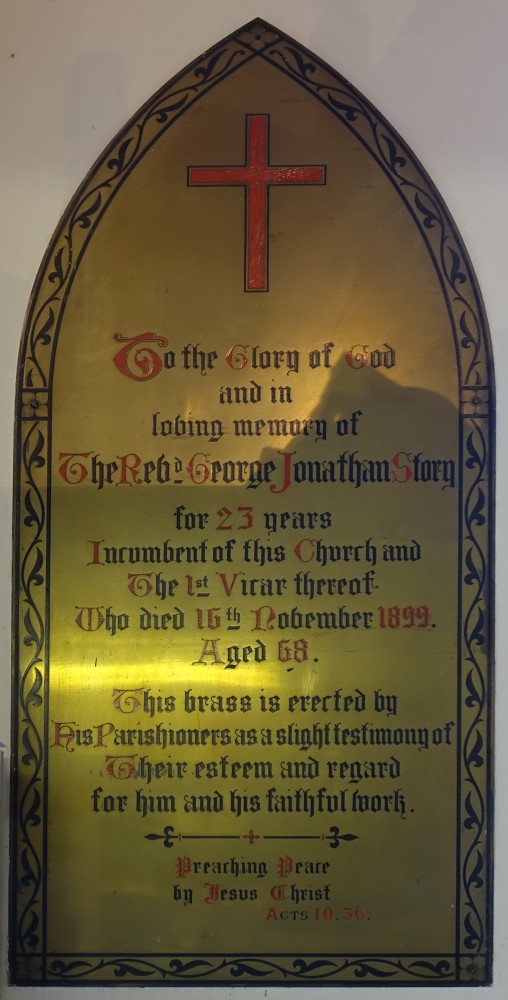 To the Glory of God
and in
loving memory of
The Revd. George Jonathan Story
for 23 years
Incumbent of this Church and
The 1st Vicar thereof.
Who died 16th November 1899.
Aged 68.
This brass is erected by
His Parishioners as a slight testimony of
Their esteem and regard
for him and his faithful work.
Preaching Peace
by Jesus Christ
ACTS 10.36.